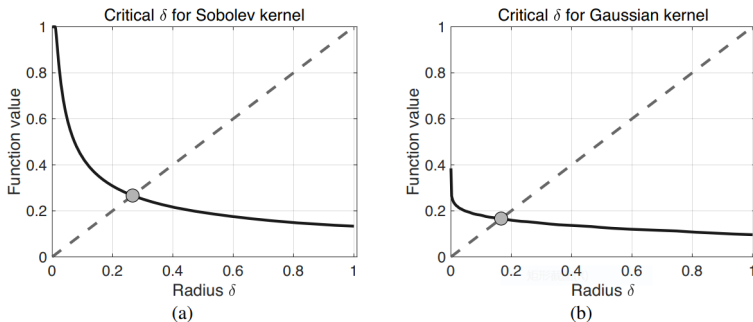 Critical δ for Sobolev kernel
1
0.8
0.6
0.4
0.2
0
Function value
0 0.2 0.4 0.6 0.8 1
Radius δ
(a)
Critical δ for Gaussian kernel
1
0.8
0.6
0.4
0.2
0
Function value
0 0.2 0.4 0.6 0.8 1
Radius δ
(b)